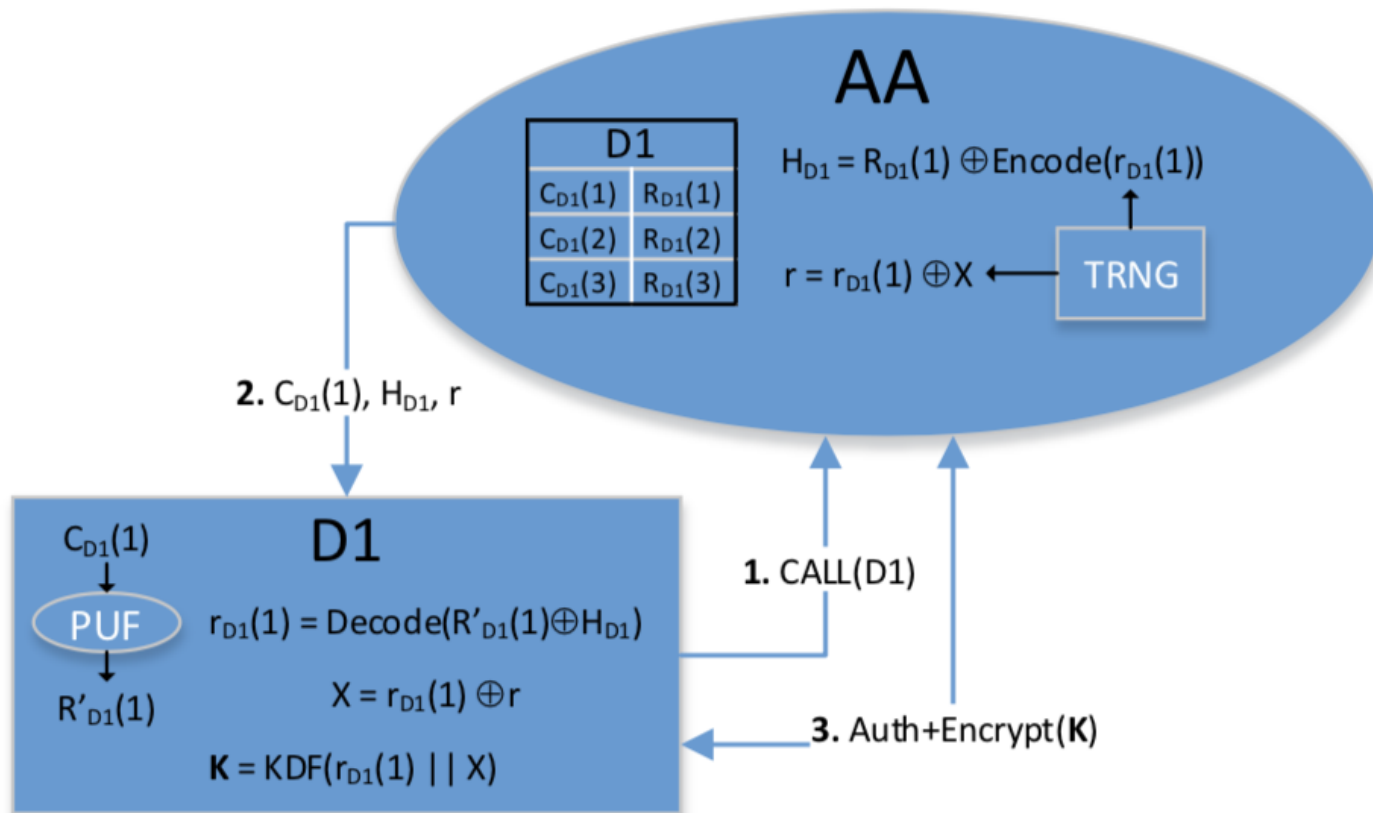 AA
D1
C_D1(1) R_D1(1)
C_D1(2) R_D1(2)
C_D1(3) R_D1(3)
H_D1 = R_D1(1) ⊕Encode(r_D1(1))
r = r_D1(1) ⊕X
TRNG
2. C_D1(1), H_D1, r
D1
C_D1(1)
PUF
R’_D1(1)
r_D1(1) = Decode(R’_D1(1)⊕H_D1)
X = r_D1(1) ⊕r
K = KDF(r_D1(1) || X)
1. CALL(D1)
3. Auth+Encrypt(K)